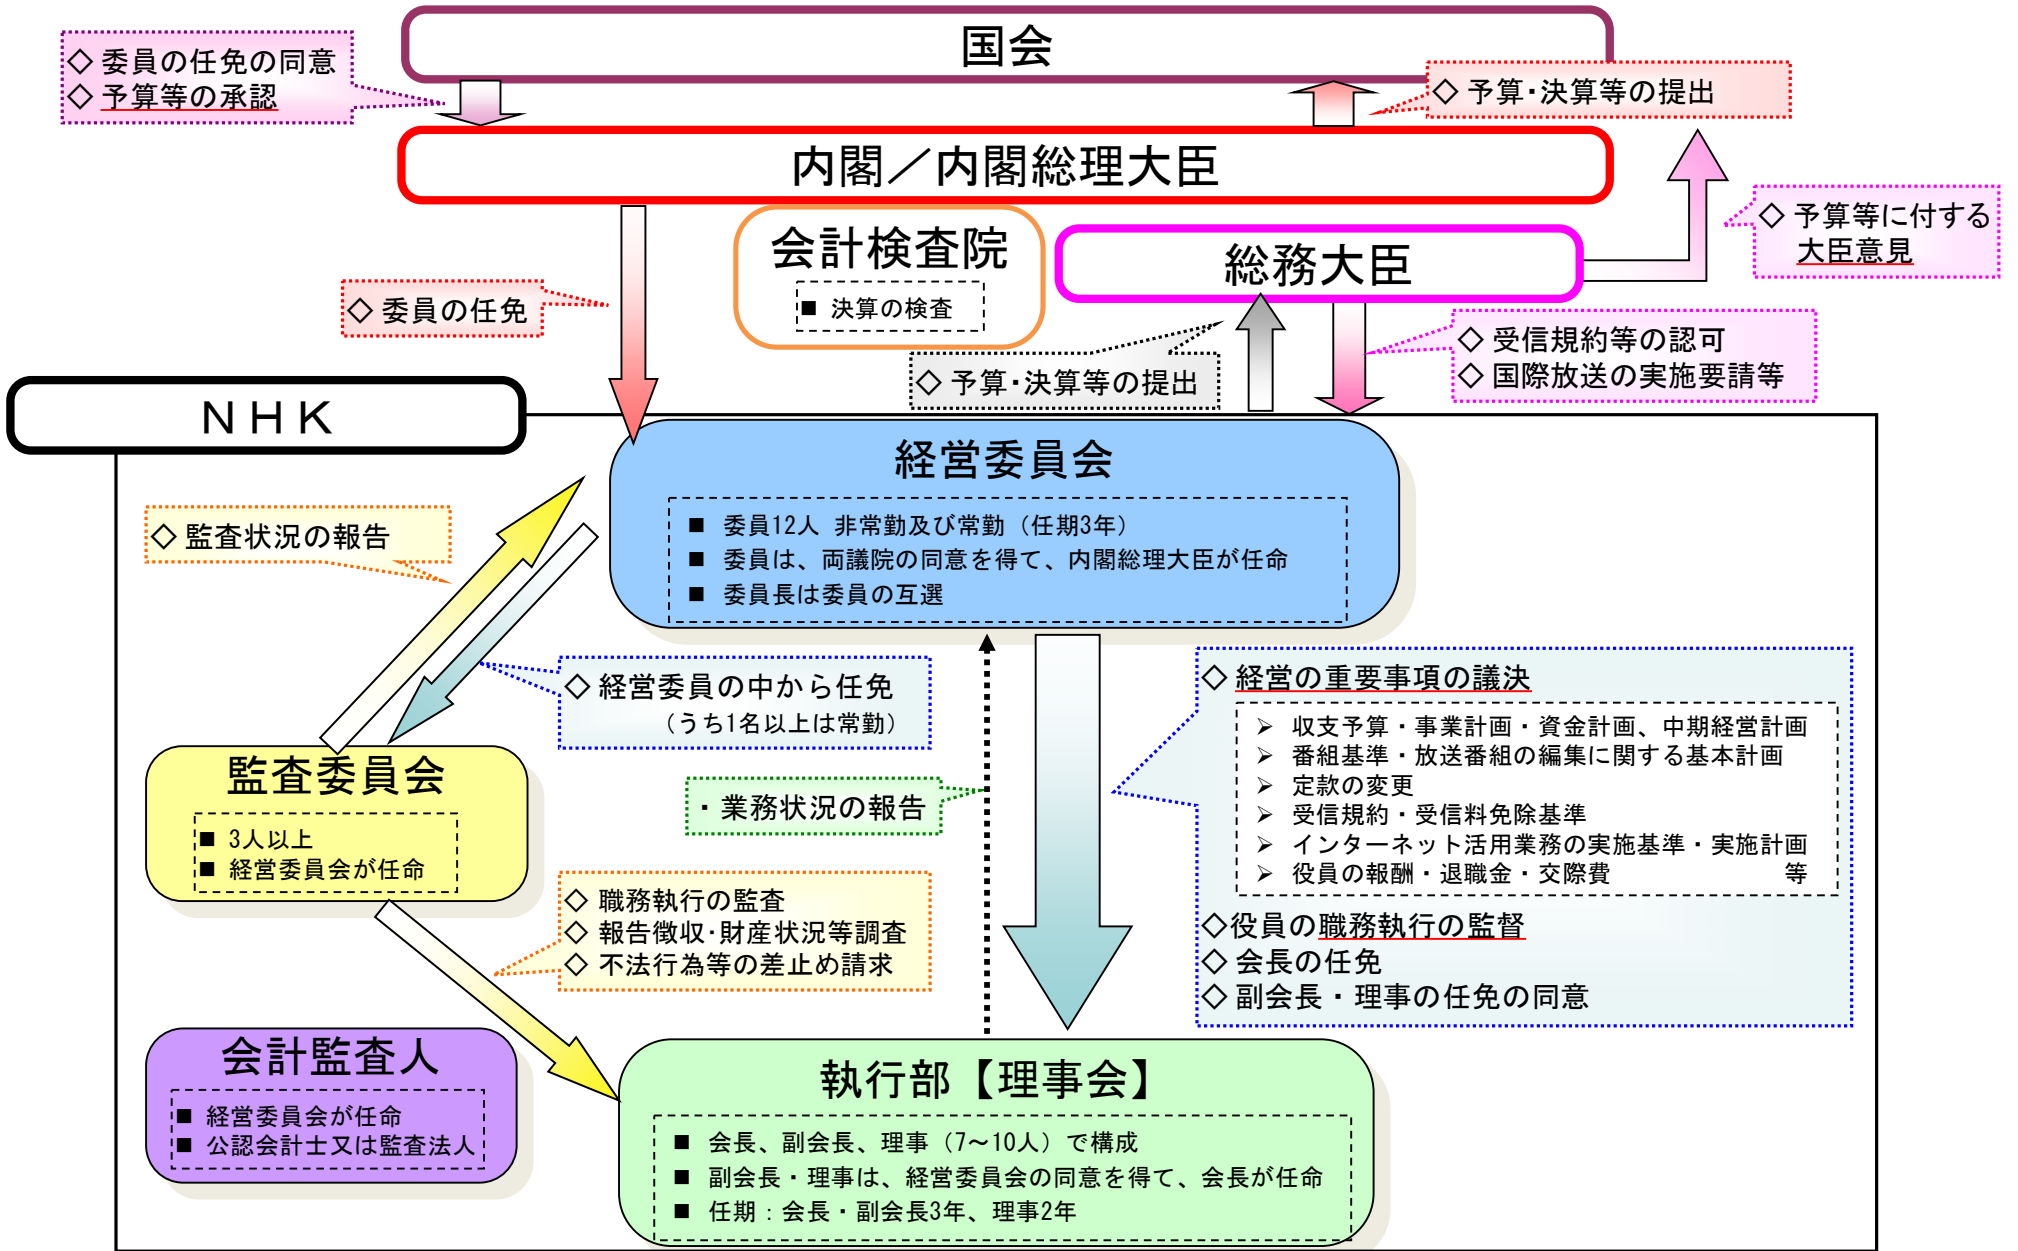 国会
◇ 委員の任免の同意
◇ 予算等の承認
◇ 予算・決算等の提出
内閣／内閣総理大臣
◇ 予算等に付する
大臣意見
会計検査院
■ 決算の検査
総務大臣
◇ 委員の任免
◇ 予算・決算等の提出
◇ 受信規約等の認可
◇ 国際放送の実施要請等
ＮＨＫ
経営委員会
■ 委員12人 非常勤及び常勤（任期3年）
■ 委員は、両議院の同意を得て、内閣総理大臣が任命
■ 委員長は委員の互選
◇ 監査状況の報告
◇ 経営委員の中から任免
（うち1名以上は常勤）
◇ 経営の重要事項の議決
➢ 収支予算・事業計画・資金計画、中期経営計画
➢ 番組基準・放送番組の編集に関する基本計画
➢ 定款の変更
➢ 受信規約・受信料免除基準
➢ インターネット活用業務の実施基準・実施計画
➢ 役員の報酬・退職金・交際費 等
◇役員の職務執行の監督
◇ 会長の任免
◇ 副会長・理事の任免の同意
監査委員会
■ 3人以上
■ 経営委員会が任命
・業務状況の報告
◇ 職務執行の監査
◇ 報告徴収･財産状況等調査
◇ 不法行為等の差止め請求
会計監査人
■ 経営委員会が任命
■ 公認会計士又は監査法人
執行部【理事会】
■ 会長、副会長、理事（7～10人）で構成
■ 副会長・理事は、経営委員会の同意を得て、会長が任命
■ 任期：会長・副会長3年、理事2年